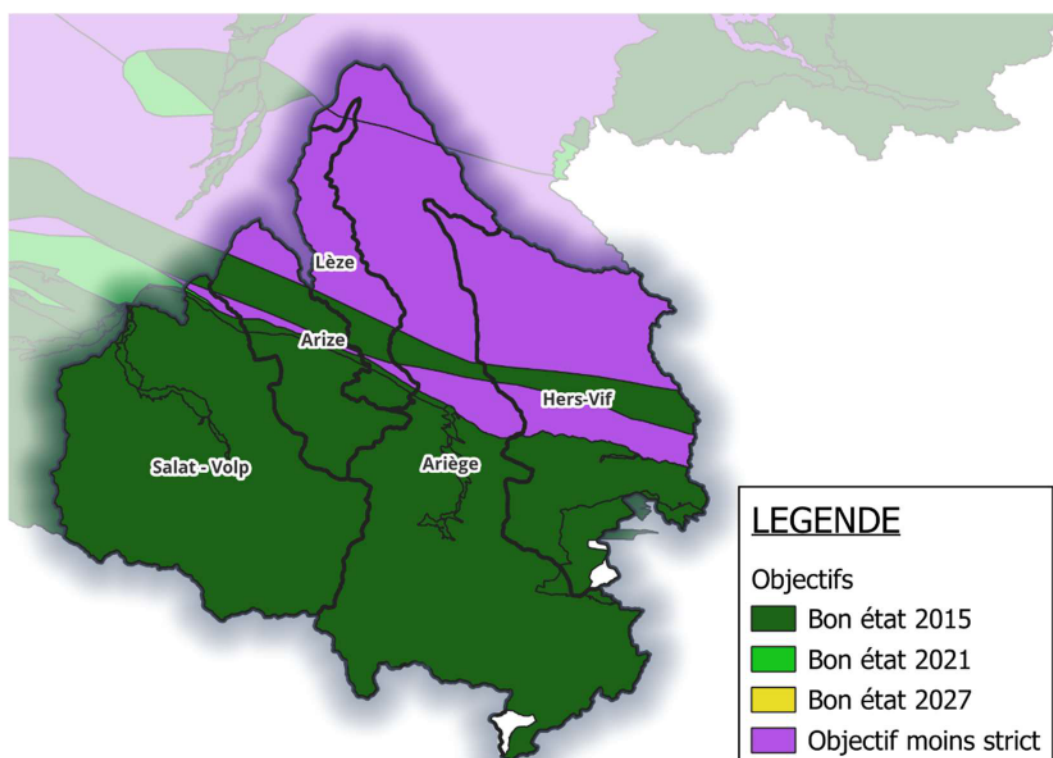 Lèze
Arize
Hers-Vif
Salat - Volp
Ariège
LEGENDE
Objectifs
Bon état 2015
Bon état 2021
Bon état 2027
Objectif moins strict